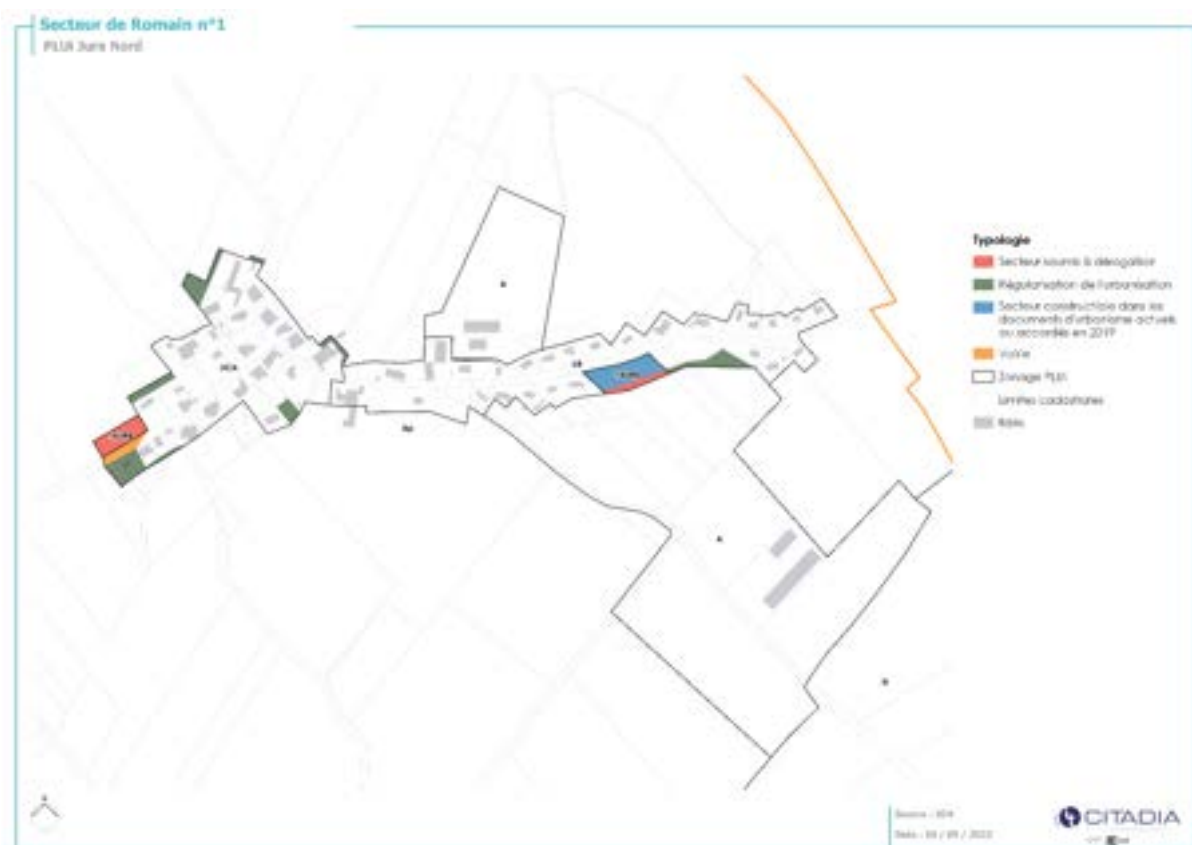 Secteur de Romain n°1
PLUi Jura Nord
Typologie
Secteur soumis à dérogation
Régularisation de l'urbanisation
Secteur constructible dans les
documents d'urbanisme actuels
ou accordés en 2019
Voirie
Zonage PLUi
Limites cadastrales
Bâtis
UCA
A
CITADIA